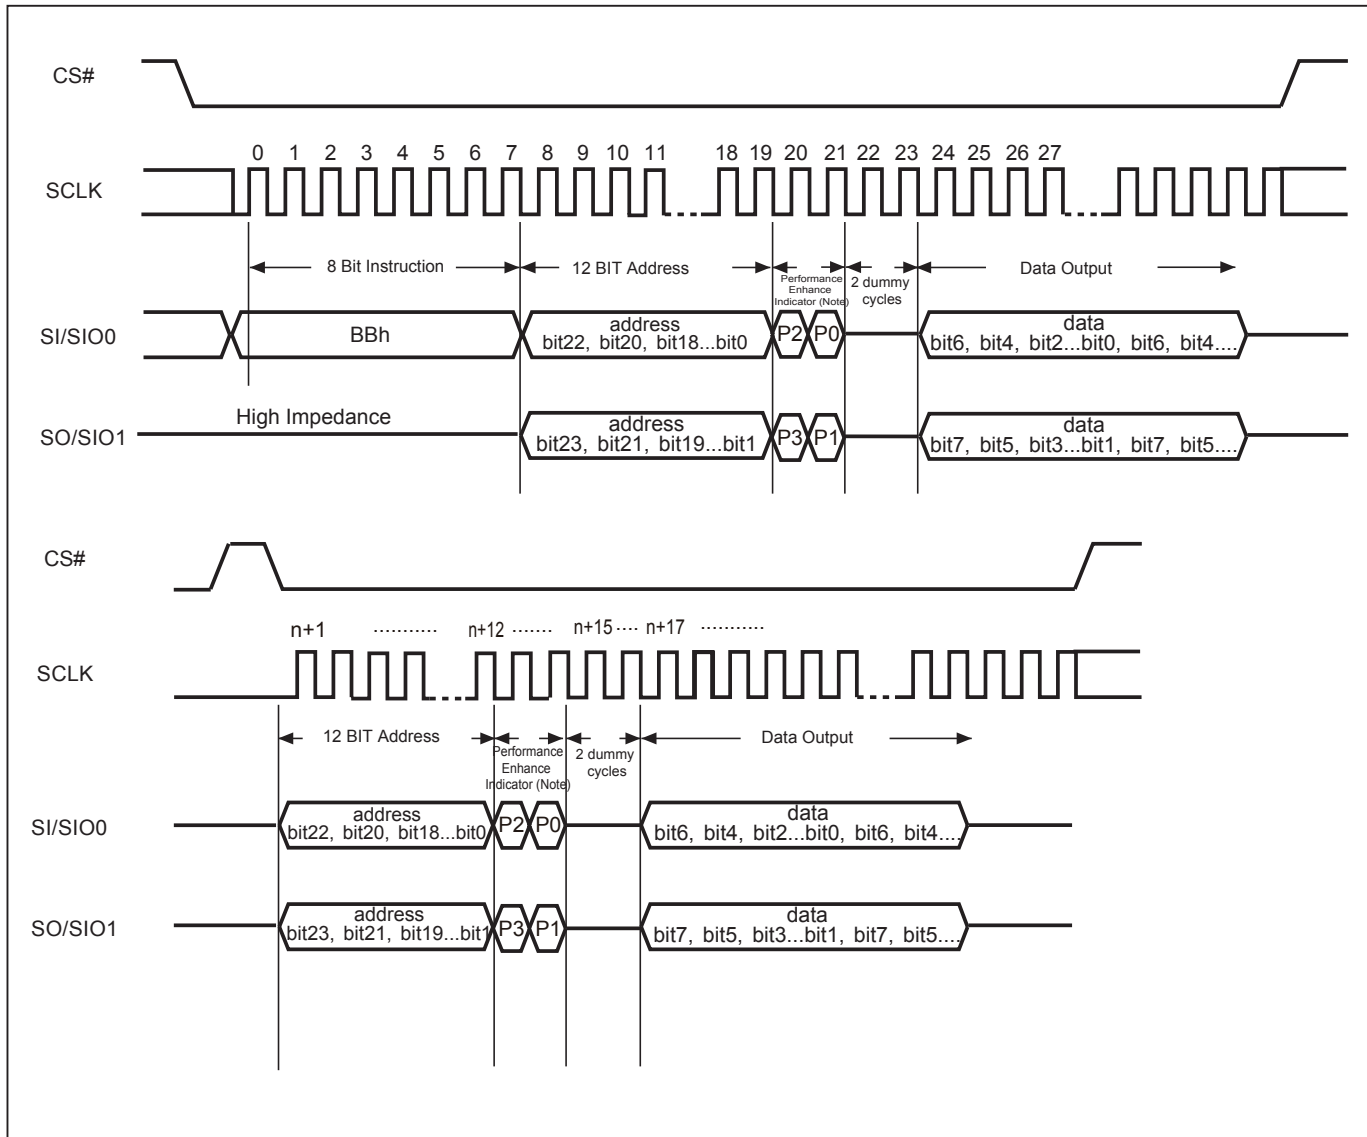 CS#
0 1 2 3 4 5 6 7 8 9 10 11 18 19 20 21 22 23 24 25 26 27
SCLK
8 Bit Instruction
12 BIT Address
Performance
Enhance
Indicator (Note)
2 dummy
cycles
Data Output
SI/SIO0
BBh
address
bit22, bit20, bit18...bit0
P2
P0
data
bit6, bit4, bit2...bit0, bit6, bit4....
High Impedance
SO/SIO1
address
bit23, bit21, bit19...bit1
P3
P1
data
bit7, bit5, bit3...bit1, bit7, bit5....
CS#
n+1 ........... n+12 ....... n+15 .... n+17 ...........
SCLK
12 BIT Address
Performance
Enhance
Indicator (Note)
2 dummy
cycles
Data Output
SI/SIO0
address
bit22, bit20, bit18...bit0
P2
P0
data
bit6, bit4, bit2...bit0, bit6, bit4....
SO/SIO1
address
bit23, bit21, bit19...bit1
P3
P1
data
bit7, bit5, bit3...bit1, bit7, bit5....